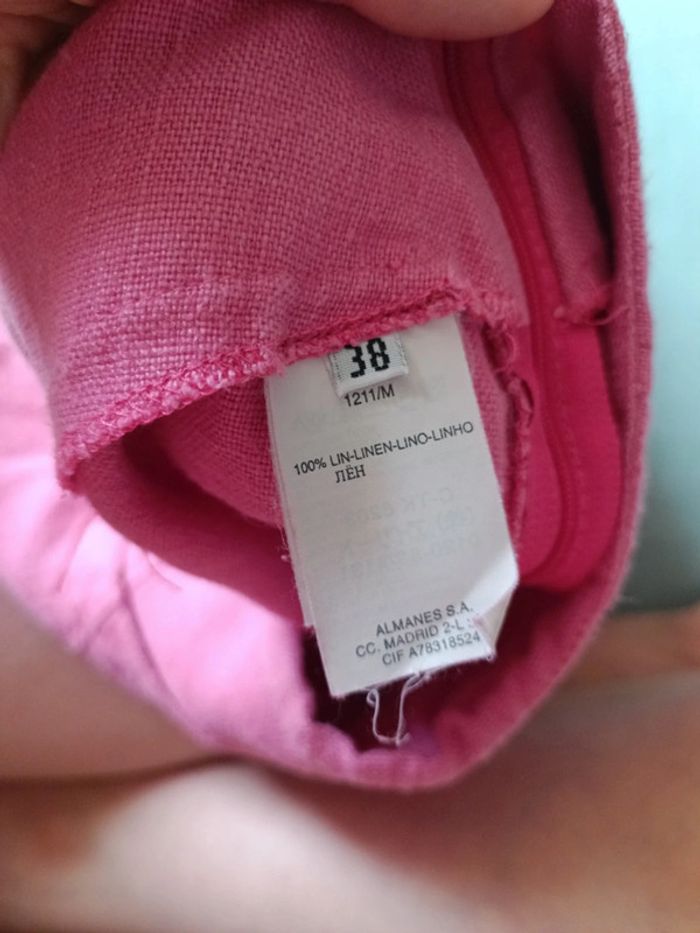 38
1211/M
100% LIN-LINEN-LINO-LINHO
ЛЁН
ALMANES S.A.
CC. MADRID 2-L
CIF A78318524